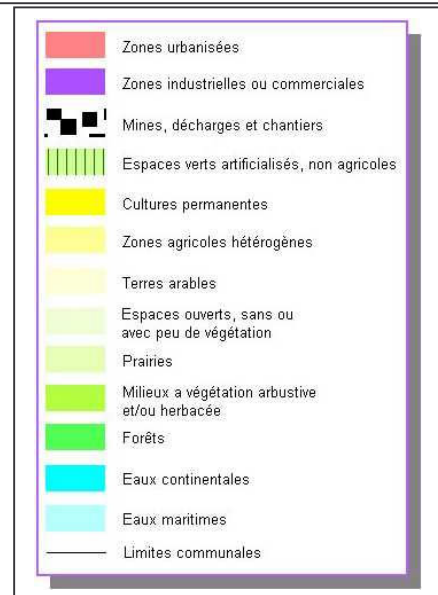 Zones urbanisées
Zones industrielles ou commerciales
Mines, décharges et chantiers
Espaces verts artificialisés, non agricoles
Cultures permanentes
Zones agricoles hétérogènes
Terres arables
Espaces ouverts, sans ou
avec peu de végétation
Prairies
Milieux a végétation arbustive
et/ou herbacée
Forêts
Eaux continentales
Eaux maritimes
Limites communales